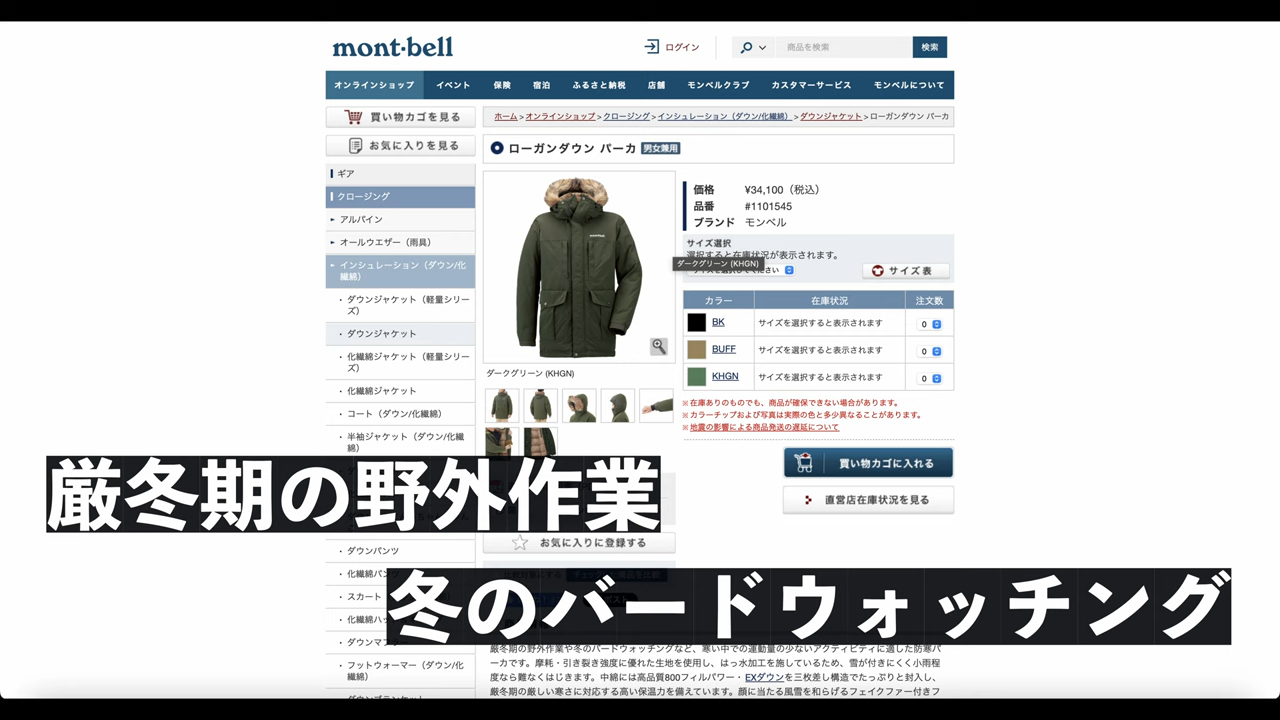 mont-bell
ログイン
商品を検索
検索
オンラインショップ イベント 保険 宿泊 ふるさと納税 店舗 モンベルクラブ カスタマーサービス モンベルについて
買い物カゴを見る
お気に入りを見る
ホーム > オンラインショップ > クロージング > インシュレーション（ダウン/化繊綿） > ダウンジャケット > ローガンダウン パーカ
ローガンダウン パーカ 男女兼用
ギア
クロージング
アルパイン
オールウエザー（雨具）
インシュレーション（ダウン/化
繊綿）
・ダウンジャケット（軽量シリー
ズ）
・ダウンジャケット
・化繊綿ジャケット（軽量シリー
ズ）
・化繊綿ジャケット
・コート（ダウン/化繊綿）
・半袖ジャケット（ダウン/化繊
綿）
・ダウンパンツ
・化繊綿パン
・スカート
・化繊綿ハ
・ダウンマフ
・フットウォーマー（ダウン/化
繊綿）
ダークグリーン (KHGN)
お気に入りに登録する
価格 ¥34,100（税込）
品番 #1101545
ブランド モンベル
サイズ選択
選択すると在庫状況が表示されます。
ダークグリーン (KHGN)
サイズ表
カラー 在庫状況 注文数
BK サイズを選択すると表示されます 0
BUFF サイズを選択すると表示されます 0
KHGN サイズを選択すると表示されます 0
※在庫ありのものでも、商品が確保できない場合があります。
※カラーチップおよび写真は実際の色と多少異なることがあります。
※地震の影響による商品発送の遅延について
買い物カゴに入れる
直営店在庫状況を見る
厳冬期の野外作業
冬のバードウォッチング
厳冬期の野外作業や冬のバードウォッチングなど、寒い中での運動量の少ないアクティビティに適した防寒パ
ーカです。摩耗・引き裂き強度に優れた生地を使用し、はっ水加工を施しているため、雪が付きにくく小雨程
度なら難なくはじきます。中綿には高品質800フィルパワー・EXダウンを三枚差し構造でたっぷりと封入し、
厳冬期の厳しい寒さに対応する高い保温力を備えています。顔に当たる風雪を和らげるフェイクファー付きフ